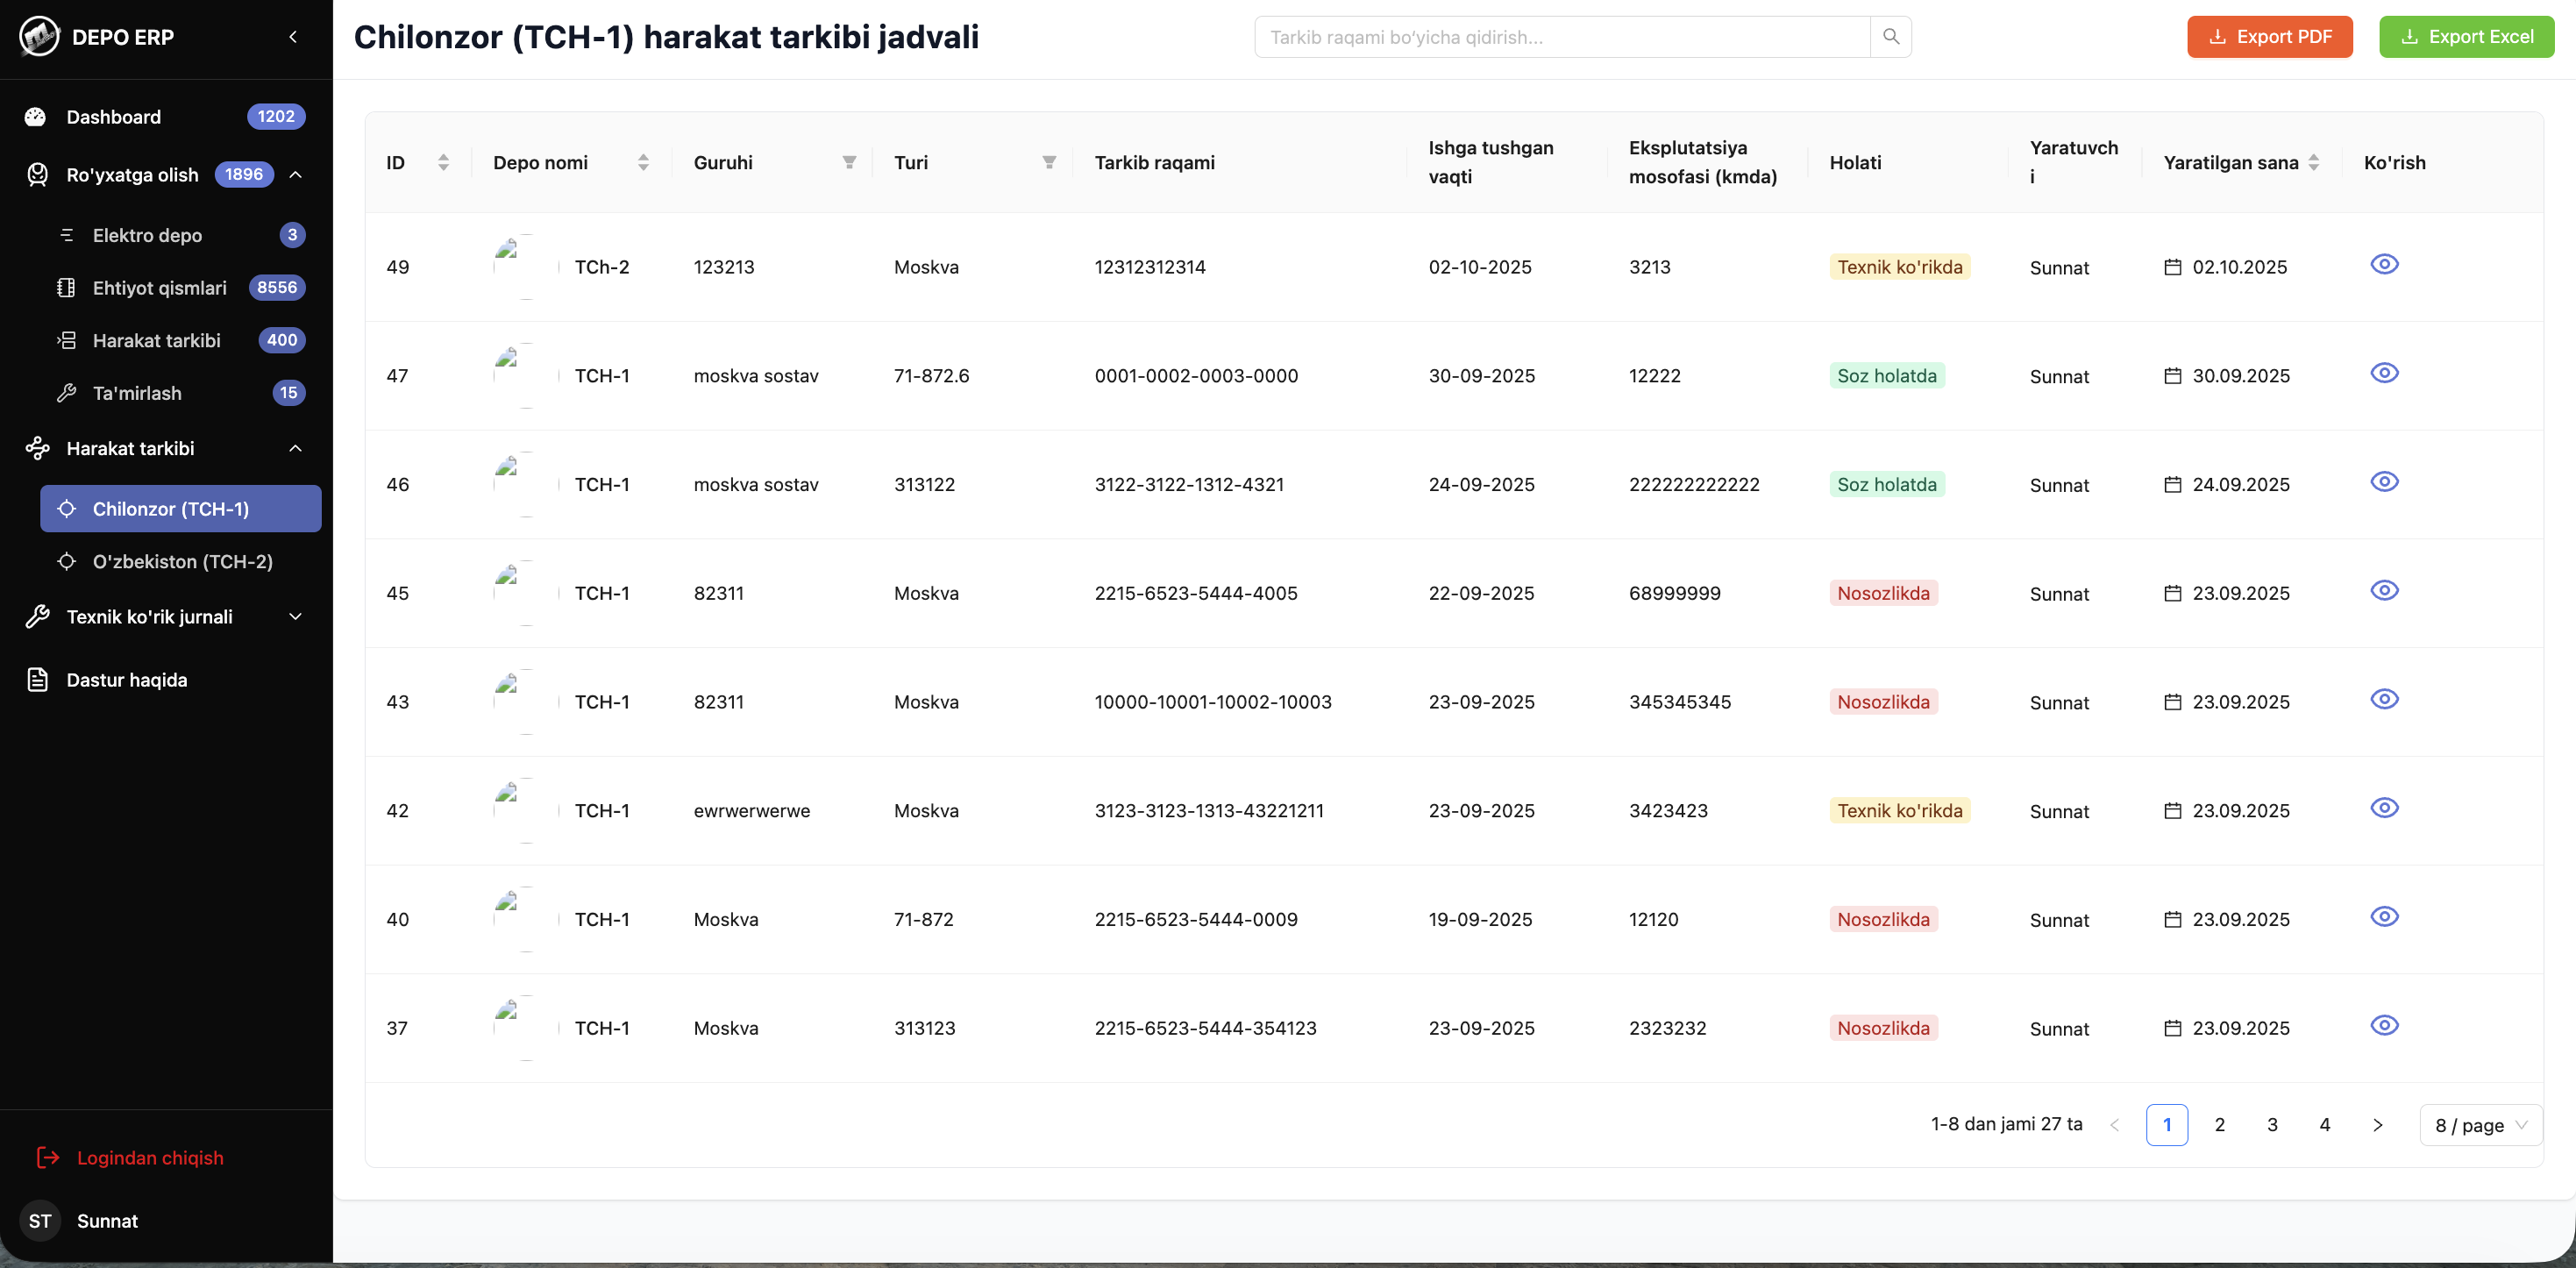 DEPO ERP
Dashboard 1202
Ro'yxatga olish 1896
Elektro depo 3
Ehtiyot qismlari 8556
Harakat tarkibi 400
Ta'mirlash 15
Harakat tarkibi
Chilonzor (TCH-1)
O'zbekiston (TCH-2)
Texnik ko'rik jurnali
Dastur haqida
Logindan chiqish
ST Sunnat
Chilonzor (TCH-1) harakat tarkibi jadvali
Tarkib raqami bo‘yicha qidirish...
Export PDF
Export Excel
ID Depo nomi Guruhi Turi Tarkib raqami Ishga tushgan vaqti Eksplutatsiya mosofasi (kmda) Holati Yaratuvchi Yaratilgan sana Ko'rish
49 TCh-2 123213 Moskva 12312312314 02-10-2025 3213 Texnik ko'rikda Sunnat 02.10.2025
47 TCH-1 moskva sostav 71-872.6 0001-0002-0003-0000 30-09-2025 12222 Soz holatda Sunnat 30.09.2025
46 TCH-1 moskva sostav 313122 3122-3122-1312-4321 24-09-2025 222222222222 Soz holatda Sunnat 24.09.2025
45 TCH-1 82311 Moskva 2215-6523-5444-4005 22-09-2025 68999999 Nosozlikda Sunnat 23.09.2025
43 TCH-1 82311 Moskva 10000-10001-10002-10003 23-09-2025 345345345 Nosozlikda Sunnat 23.09.2025
42 TCH-1 ewrwerwerwe Moskva 3123-3123-1313-43221211 23-09-2025 3423423 Texnik ko'rikda Sunnat 23.09.2025
40 TCH-1 Moskva 71-872 2215-6523-5444-0009 19-09-2025 12120 Nosozlikda Sunnat 23.09.2025
37 TCH-1 Moskva 313123 2215-6523-5444-354123 23-09-2025 2323232 Nosozlikda Sunnat 23.09.2025
1-8 dan jami 27 ta 1 2 3 4 8 / page